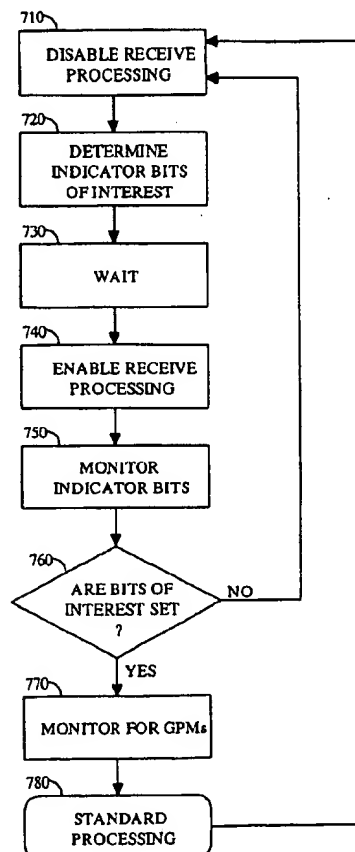 710
DISABLE RECEIVE
PROCESSING
720
DETERMINE
INDICATOR BITS
OF INTEREST
730
WAIT
740
ENABLE RECEIVE
PROCESSING
750
MONITOR
INDICATOR BITS
760
ARE BITS OF
INTEREST SET
?
NO
YES
770
MONITOR FOR GPMs
780
STANDARD
PROCESSING